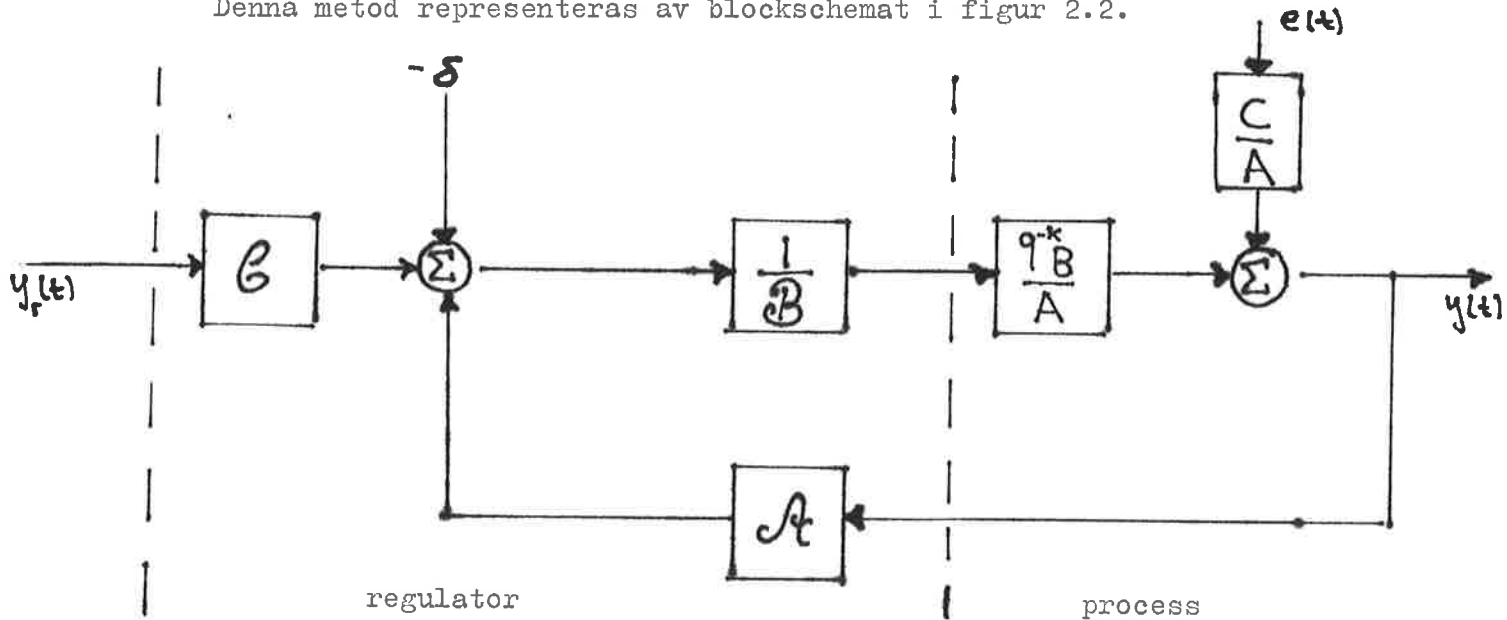 Denna metod representeras av blockschemat i figur 2.2.
e(t)
-δ
C
A
y_r(t)
𝒞
Σ
1
ℬ
q^-k B
A
Σ
y(t)
𝒜
regulator
process